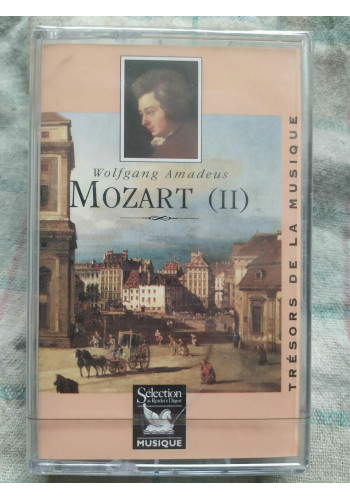 Wolfgang Amadeus
MOZART (II)
TRÉSORS DE LA MUSIQUE
Sélection
du Reader's Digest
MUSIQUE